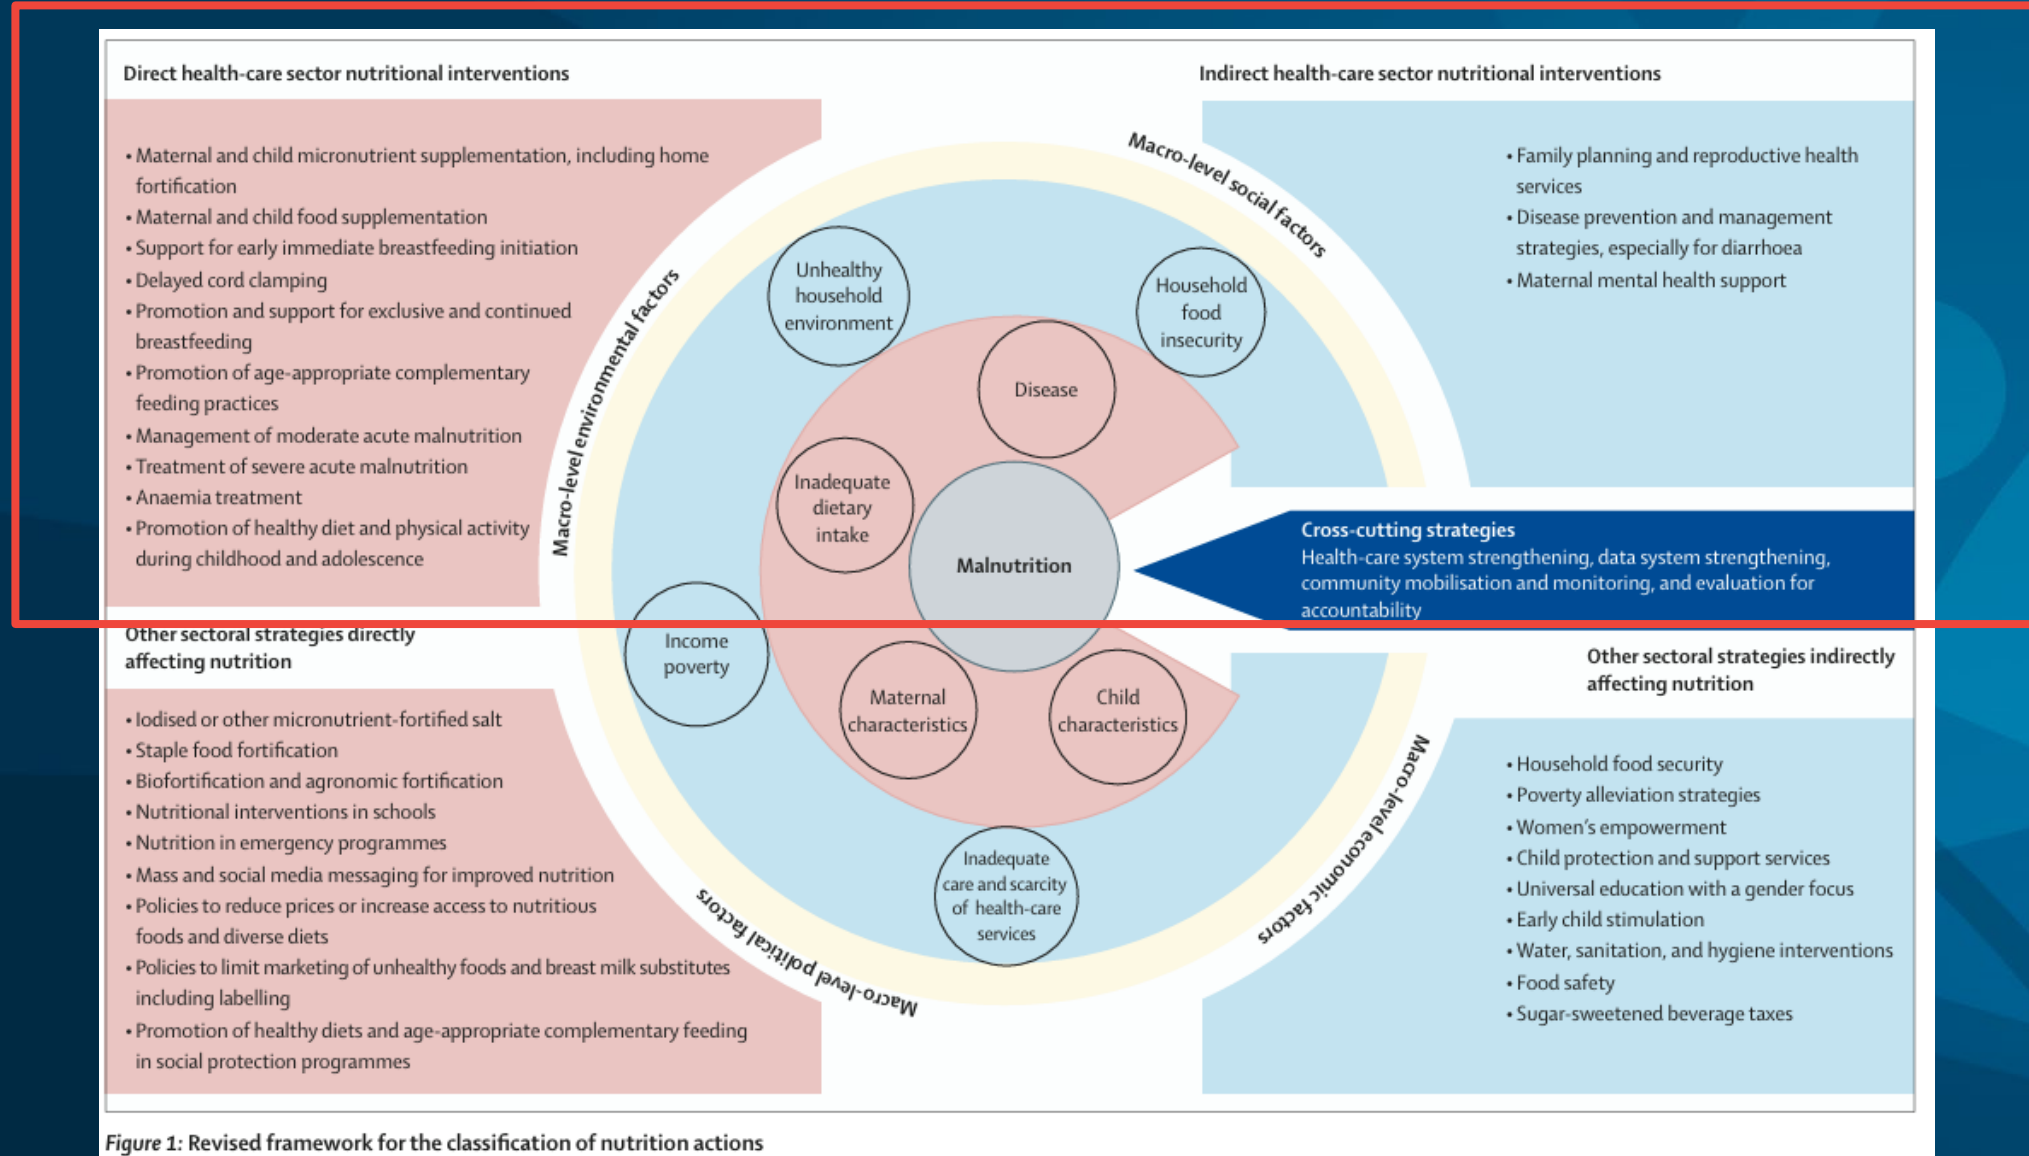 Direct health-care sector nutritional interventions
• Maternal and child micronutrient supplementation, including home
fortification
• Maternal and child food supplementation
• Support for early immediate breastfeeding initiation
• Delayed cord clamping
• Promotion and support for exclusive and continued
breastfeeding
• Promotion of age-appropriate complementary
feeding practices
• Management of moderate acute malnutrition
• Treatment of severe acute malnutrition
• Anaemia treatment
• Promotion of healthy diet and physical activity
during childhood and adolescence
Indirect health-care sector nutritional interventions
• Family planning and reproductive health
services
• Disease prevention and management
strategies, especially for diarrhoea
• Maternal mental health support
Macro-level environmental factors
Macro-level social factors
Unhealthy
household
environment
Household
food
insecurity
Disease
Inadequate
dietary
intake
Malnutrition
Cross-cutting strategies
Health-care system strengthening, data system strengthening,
community mobilisation and monitoring, and evaluation for
accountability
Income
poverty
Maternal
characteristics
Child
characteristics
Inadequate
care and scarcity
of health-care
services
Macro-level political factors
Macro-level economic factors
Other sectoral strategies directly
affecting nutrition
• Iodised or other micronutrient-fortified salt
• Staple food fortification
• Biofortification and agronomic fortification
• Nutritional interventions in schools
• Nutrition in emergency programmes
• Mass and social media messaging for improved nutrition
• Policies to reduce prices or increase access to nutritious
foods and diverse diets
• Policies to limit marketing of unhealthy foods and breast milk substitutes
including labelling
• Promotion of healthy diets and age-appropriate complementary feeding
in social protection programmes
Other sectoral strategies indirectly
affecting nutrition
• Household food security
• Poverty alleviation strategies
• Women's empowerment
• Child protection and support services
• Universal education with a gender focus
• Early child stimulation
• Water, sanitation, and hygiene interventions
• Food safety
• Sugar-sweetened beverage taxes
Figure 1: Revised framework for the classification of nutrition actions